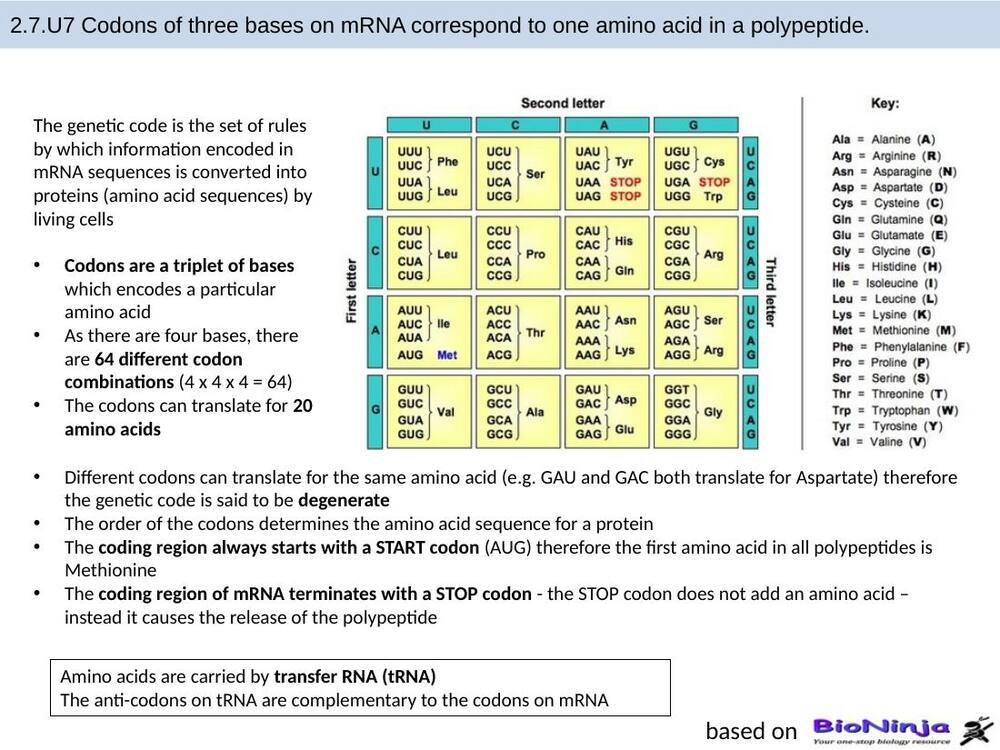 2.7.U7 Codons of three bases on mRNA correspond to one amino acid in a polypeptide.
The genetic code is the set of rules
by which information encoded in
mRNA sequences is converted into
proteins (amino acid sequences) by
living cells
• Codons are a triplet of bases
which encodes a particular
amino acid
• As there are four bases, there
are 64 different codon
combinations (4 x 4 x 4 = 64)
• The codons can translate for 20
amino acids
Second letter
U C A G
First letter
Third letter
U
UUU UCU UAU UGU U
UUC Phe UCC UAC Tyr UGC Cys C
UUA UCA Ser UAA STOP UGA STOP A
UUG Leu UCG UAG STOP UGG Trp G
C
CUU CCU CAU CGU U
CUC CCC CAC His CGC C
CUA Leu CCA Pro CAA CGA Arg A
CUG CCG CAG Gln CGG G
A
AUU ACU AAU AGU U
AUC Ile ACC AAC Asn AGC Ser C
AUA ACA Thr AAA AGA A
AUG Met ACG AAG Lys AGG Arg G
G
GUU GCU GAU GGT U
GUC GCC GAC Asp GGC C
GUA Val GCA Ala GAA GGA Gly A
GUG GCG GAG Glu GGG G
Key:
Ala = Alanine (A)
Arg = Arginine (R)
Asn = Asparagine (N)
Asp = Aspartate (D)
Cys = Cysteine (C)
Gln = Glutamine (Q)
Glu = Glutamate (E)
Gly = Glycine (G)
His = Histidine (H)
Ile = Isoleucine (I)
Leu = Leucine (L)
Lys = Lysine (K)
Met = Methionine (M)
Phe = Phenylalanine (F)
Pro = Proline (P)
Ser = Serine (S)
Thr = Threonine (T)
Trp = Tryptophan (W)
Tyr = Tyrosine (Y)
Val = Valine (V)
• Different codons can translate for the same amino acid (e.g. GAU and GAC both translate for Aspartate) therefore
the genetic code is said to be degenerate
• The order of the codons determines the amino acid sequence for a protein
• The coding region always starts with a START codon (AUG) therefore the first amino acid in all polypeptides is
Methionine
• The coding region of mRNA terminates with a STOP codon - the STOP codon does not add an amino acid –
instead it causes the release of the polypeptide
Amino acids are carried by transfer RNA (tRNA)
The anti-codons on tRNA are complementary to the codons on mRNA
based on BioNinja
Your one-stop biology resource